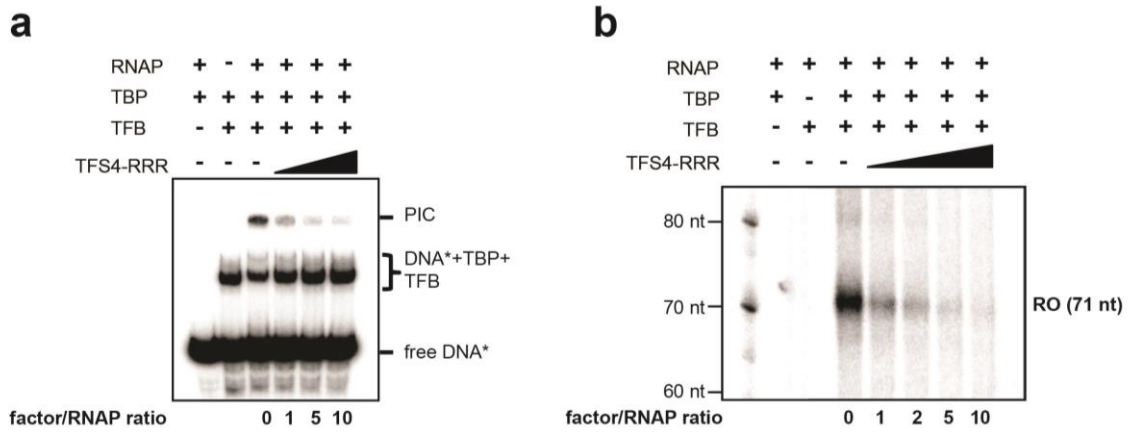 a
RNAP + - + + + +
TBP + + + + + +
TFB - + + + + +
TFS4-RRR - - -
PIC
DNA*+TBP+
TFB
free DNA*
factor/RNAP ratio 0 1 5 10
b
RNAP + + + + + + +
TBP + - + + + + +
TFB - + + + + + +
TFS4-RRR - - -
80 nt
70 nt
RO (71 nt)
60 nt
factor/RNAP ratio 0 1 2 5 10